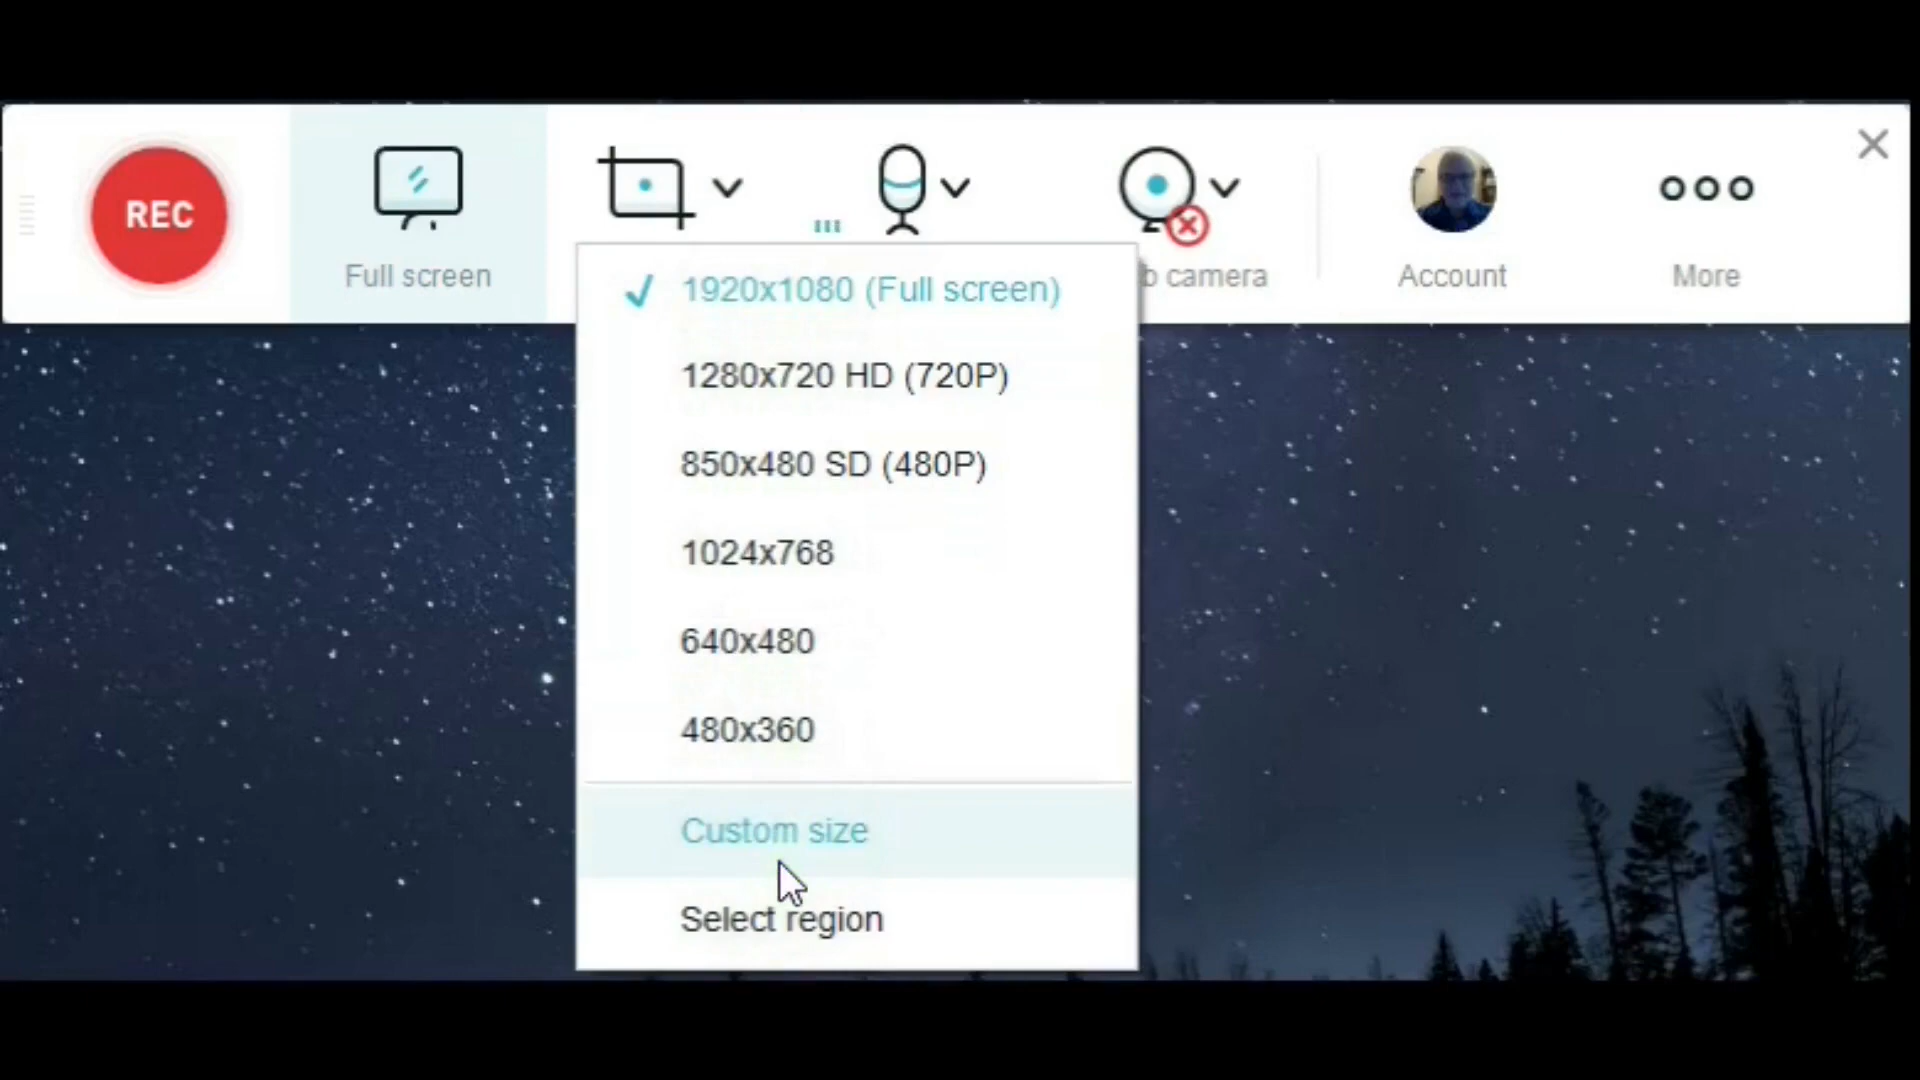 REC
Full screen
b camera
Account
More
1920x1080 (Full screen)
1280x720 HD (720P)
850x480 SD (480P)
1024x768
640x480
480x360
Custom size
Select region